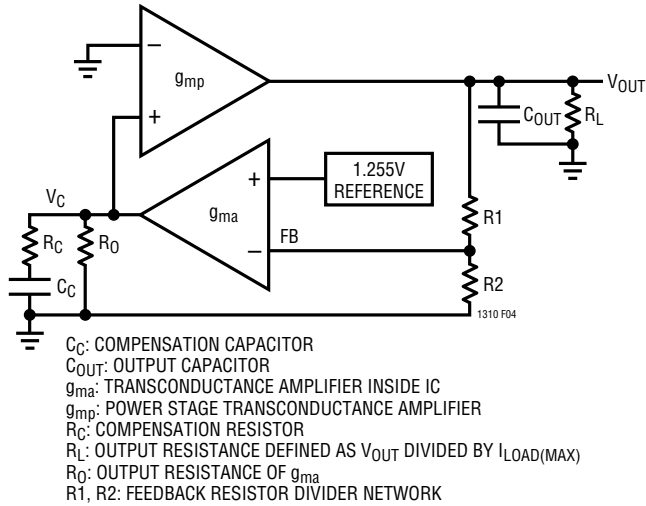 −
g_mp
+
V_OUT
C_OUT
R_L
1.255V
REFERENCE
+
g_ma
−
FB
V_C
R_C
R_O
C_C
R1
R2
1310 F04
C_C: COMPENSATION CAPACITOR
C_OUT: OUTPUT CAPACITOR
g_ma: TRANSCONDUCTANCE AMPLIFIER INSIDE IC
g_mp: POWER STAGE TRANSCONDUCTANCE AMPLIFIER
R_C: COMPENSATION RESISTOR
R_L: OUTPUT RESISTANCE DEFINED AS V_OUT DIVIDED BY I_LOAD(MAX)
R_O: OUTPUT RESISTANCE OF g_ma
R1, R2: FEEDBACK RESISTOR DIVIDER NETWORK